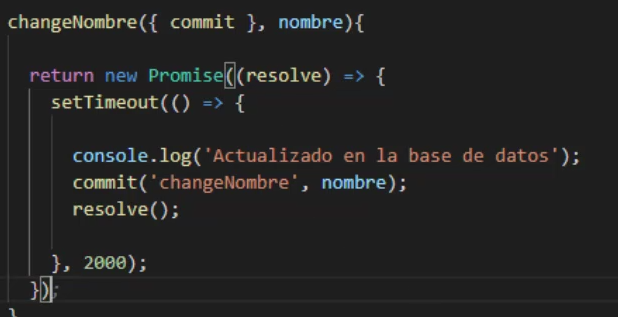 changeNombre({ commit }, nombre){
return new Promise((resolve) => {
setTimeout(() => {
console.log('Actualizado en la base de datos');
commit('changeNombre', nombre);
resolve();
}, 2000);
});
}